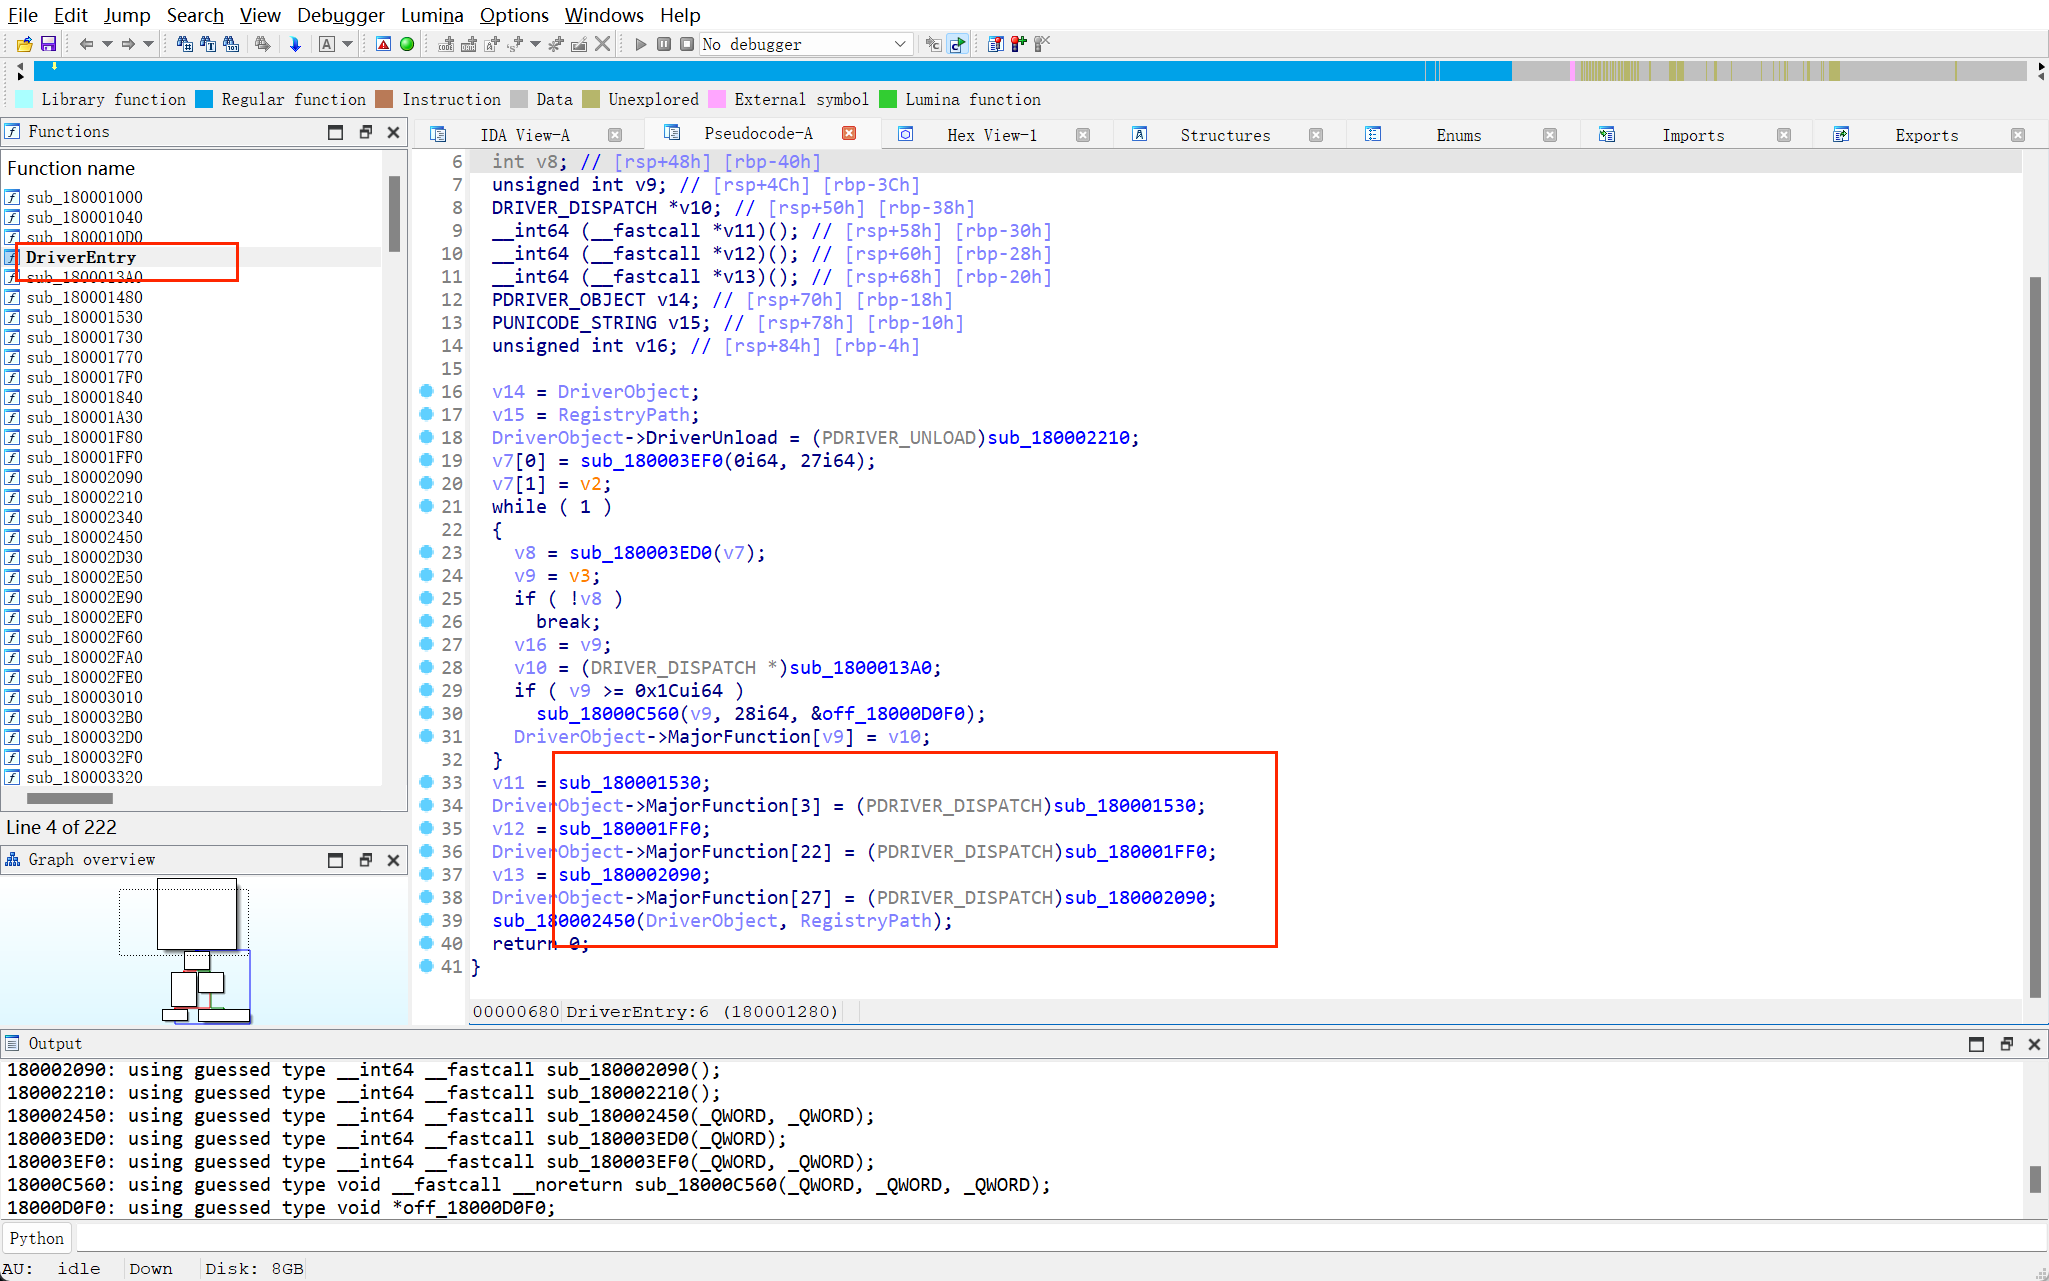 File Edit Jump Search View Debugger Lumina Options Windows Help
No debugger
Library function Regular function Instruction Data Unexplored External symbol Lumina function
Functions
Function name
sub_180001000
sub_180001040
sub_1800010D0
DriverEntry
sub_1800013A0
sub_180001480
sub_180001530
sub_180001730
sub_180001770
sub_1800017F0
sub_180001840
sub_180001A30
sub_180001F80
sub_180001FF0
sub_180002090
sub_180002210
sub_180002340
sub_180002450
sub_180002D30
sub_180002E50
sub_180002E90
sub_180002EF0
sub_180002F60
sub_180002FA0
sub_180002FE0
sub_180003010
sub_1800032B0
sub_1800032D0
sub_1800032F0
sub_180003320
Line 4 of 222
Graph overview
IDA View-A Pseudocode-A Hex View-1 Structures Enums Imports Exports
6 int v8; // [rsp+48h] [rbp-40h]
7 unsigned int v9; // [rsp+4Ch] [rbp-3Ch]
8 DRIVER_DISPATCH *v10; // [rsp+50h] [rbp-38h]
9 __int64 (__fastcall *v11)(); // [rsp+58h] [rbp-30h]
10 __int64 (__fastcall *v12)(); // [rsp+60h] [rbp-28h]
11 __int64 (__fastcall *v13)(); // [rsp+68h] [rbp-20h]
12 PDRIVER_OBJECT v14; // [rsp+70h] [rbp-18h]
13 PUNICODE_STRING v15; // [rsp+78h] [rbp-10h]
14 unsigned int v16; // [rsp+84h] [rbp-4h]
15
16 v14 = DriverObject;
17 v15 = RegistryPath;
18 DriverObject->DriverUnload = (PDRIVER_UNLOAD)sub_180002210;
19 v7[0] = sub_180003EF0(0i64, 27i64);
20 v7[1] = v2;
21 while ( 1 )
22 {
23 v8 = sub_180003ED0(v7);
24 v9 = v3;
25 if ( !v8 )
26 break;
27 v16 = v9;
28 v10 = (DRIVER_DISPATCH *)sub_1800013A0;
29 if ( v9 >= 0x1Cui64 )
30 sub_18000C560(v9, 28i64, &off_18000D0F0);
31 DriverObject->MajorFunction[v9] = v10;
32 }
33 v11 = sub_180001530;
34 DriverObject->MajorFunction[3] = (PDRIVER_DISPATCH)sub_180001530;
35 v12 = sub_180001FF0;
36 DriverObject->MajorFunction[22] = (PDRIVER_DISPATCH)sub_180001FF0;
37 v13 = sub_180002090;
38 DriverObject->MajorFunction[27] = (PDRIVER_DISPATCH)sub_180002090;
39 sub_180002450(DriverObject, RegistryPath);
40 return 0;
41 }
00000680 DriverEntry:6 (180001280)
Output
180002090: using guessed type __int64 __fastcall sub_180002090();
180002210: using guessed type __int64 __fastcall sub_180002210();
180002450: using guessed type __int64 __fastcall sub_180002450(_QWORD, _QWORD);
180003ED0: using guessed type __int64 __fastcall sub_180003ED0(_QWORD);
180003EF0: using guessed type __int64 __fastcall sub_180003EF0(_QWORD, _QWORD);
18000C560: using guessed type void __fastcall __noreturn sub_18000C560(_QWORD, _QWORD, _QWORD);
18000D0F0: using guessed type void *off_18000D0F0;
Python
AU: idle Down Disk: 8GB